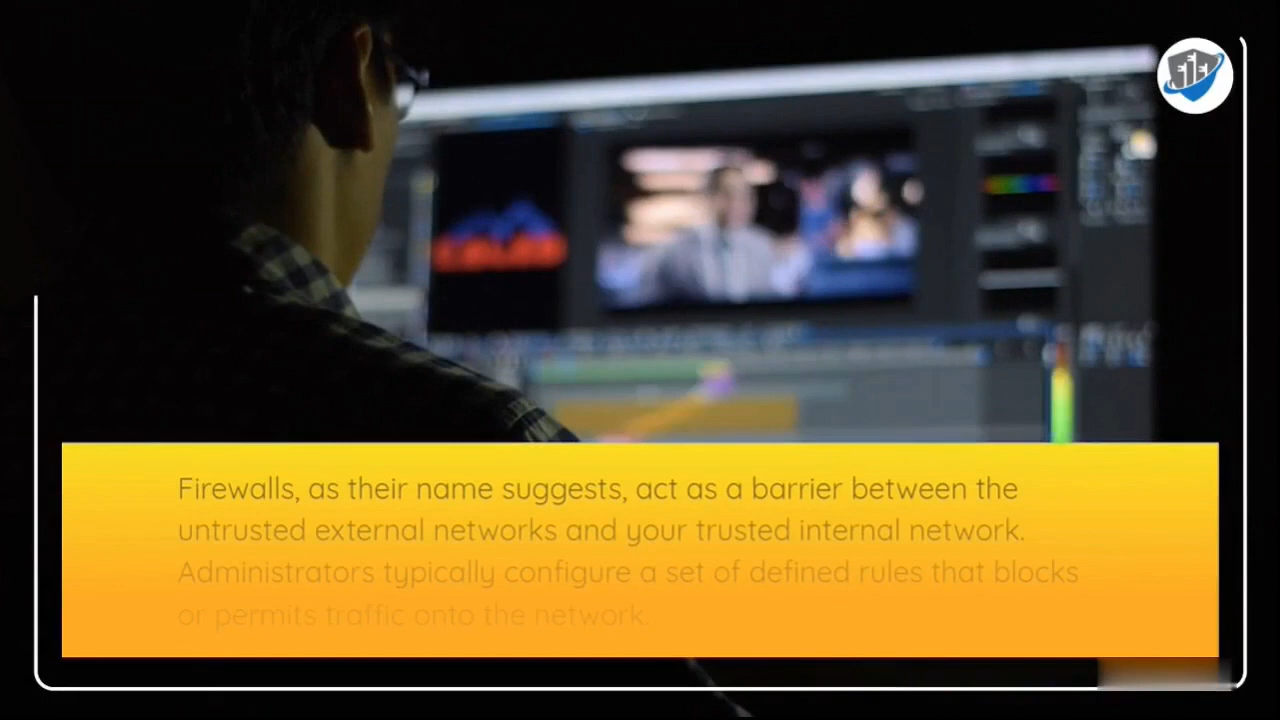 Firewalls, as their name suggests, act as a barrier between the
untrusted external networks and your trusted internal network.
Administrators typically configure a set of defined rules that blocks
or permits traffic onto the network.